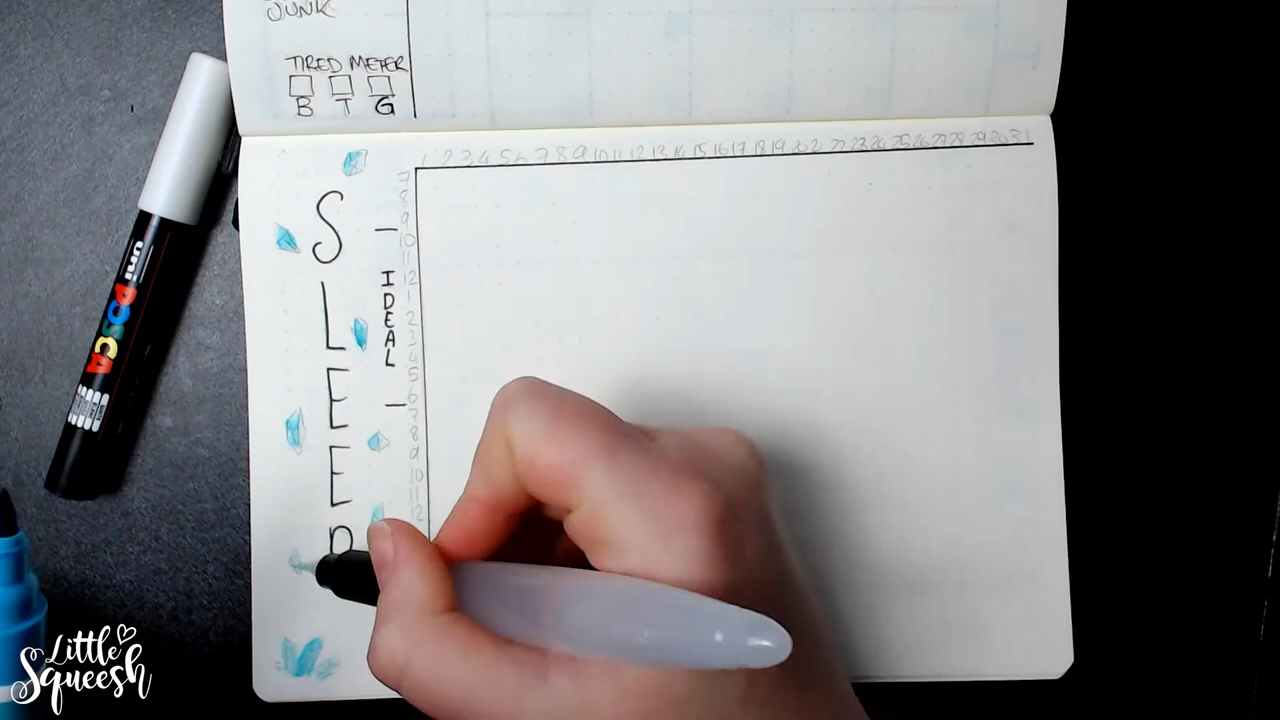 JUNK
TIRED METER
B T G
1 2 3 4 5 6 7 8 9 10 11 12 13 14 15 16 17 18 19 20 21 22 23 24 25 26 27 28 29 30 31
SLEEP
IDEAL
7
8
9
10
11
12
1
2
3
4
5
6
7
8
9
10
11
12
uni
POSCA
Little
Squeesh